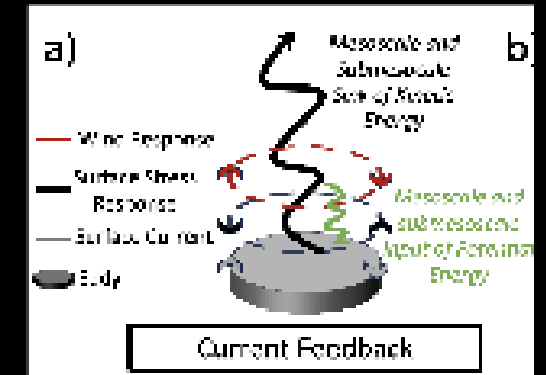 a)
b)
Mesoscale and
Submesoscale
Sink of Kinetic
Energy
Wind Response
Surface Stress
Response
Surface Current
Eddy
Mesoscale and
submesoscale
Input of Potential
Energy
Current Feedback